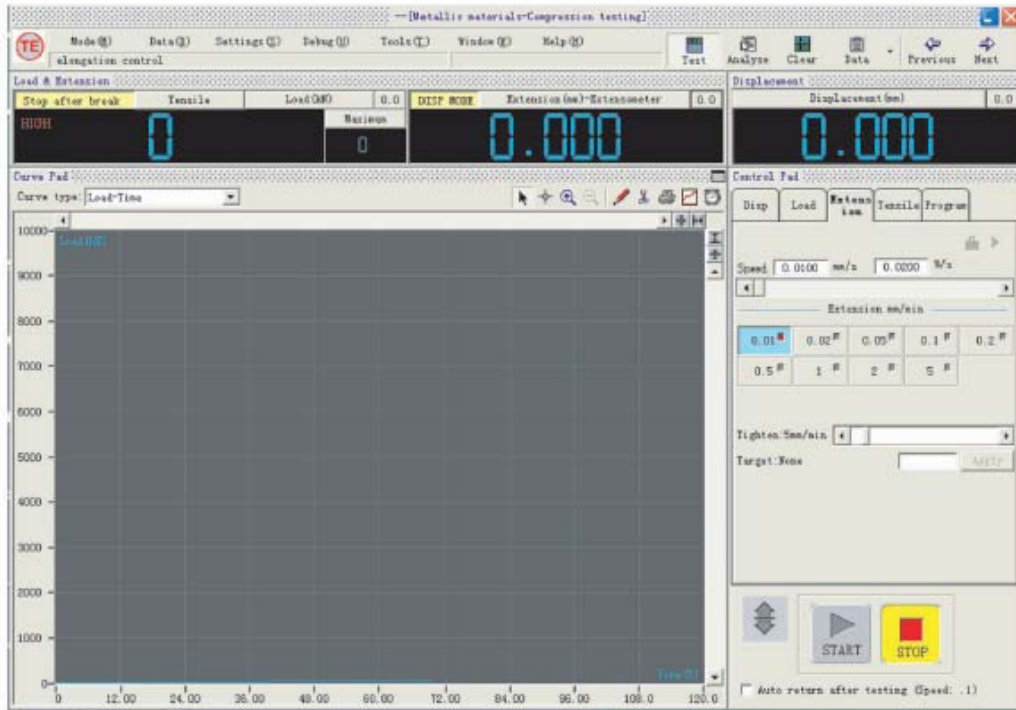 --[Metallic materials-Compression testing]
TE
Mode(M) Data(J) Settings(S) Debug(U) Tools(T) Window(W) Help(H)
elongation control
Test Analyze Clear Data Previous Next
Load & Extension
Displacement
Stop after break Tensile Load(kN) 0.0 DISP MODE Extension(mm)-Extensometer 0.0 Displacement(mm) 0.0
HIGH 0 Maximum 0 0.000 0.000
Curve Pad
Control Pad
Curve type: Load-Time
Disp Load Extension Tensile Program
Load(kN)
10000
9000
8000
7000
6000
5000
4000
3000
2000
1000
0
0 12.00 24.00 36.00 48.00 60.00 72.00 84.00 96.00 108.0 120.0
Speed 0.0100 mm/s 0.0200 %/s
Extension mm/min
0.01 0.02 0.05 0.1 0.2
0.5 1 2 5
Tighten:5mm/min
Target:None Apply
START STOP
Auto return after testing (Speed: .1)